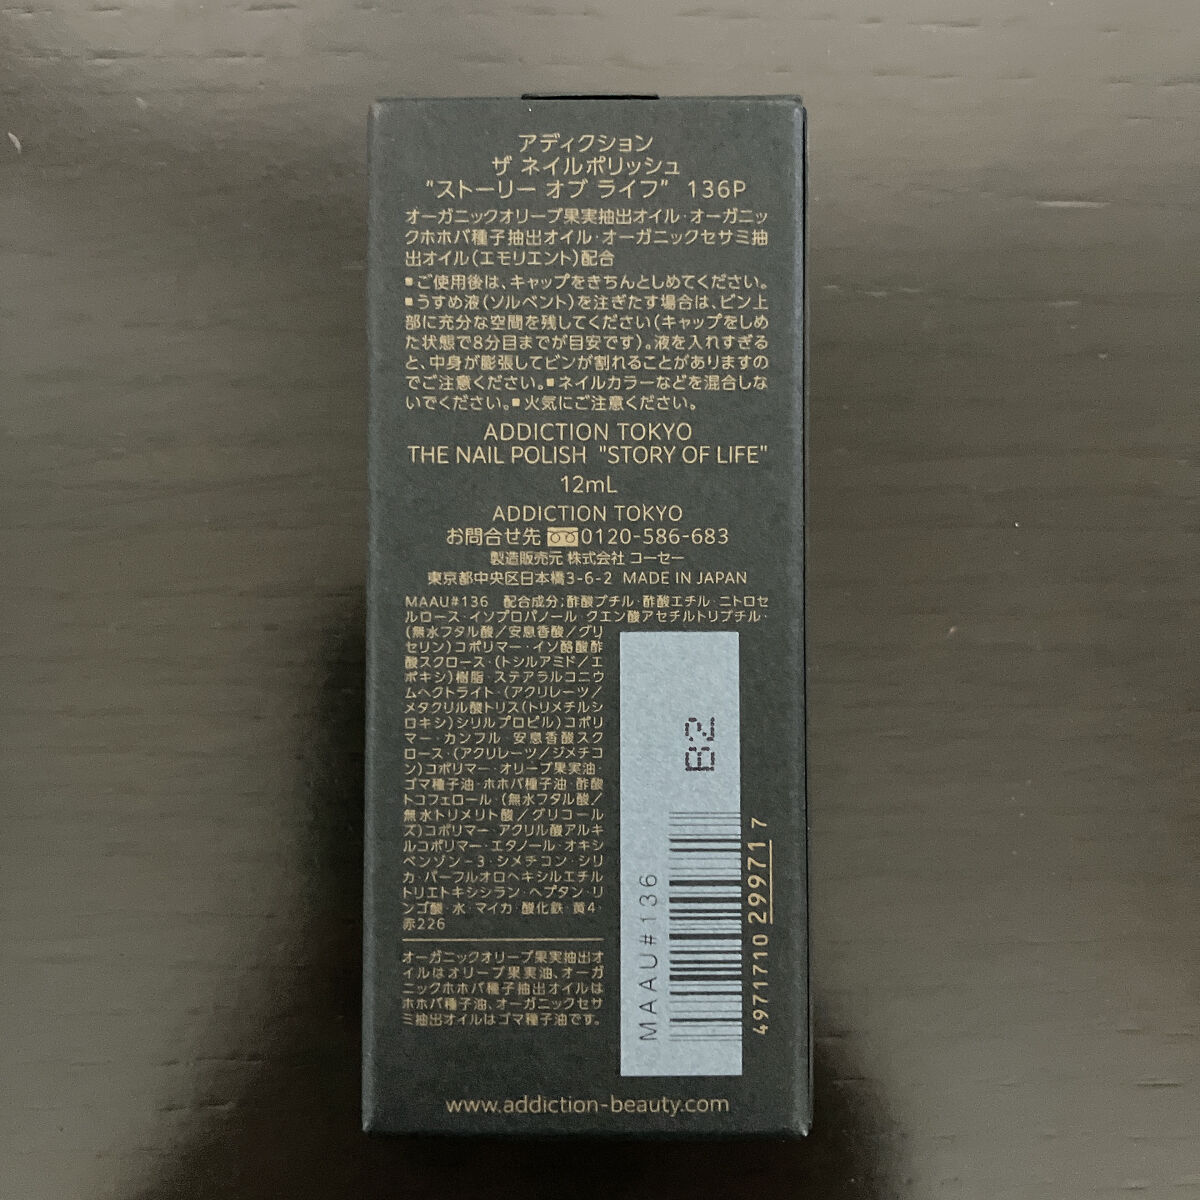 アディクション
ザ ネイルポリッシュ
"ストーリー オブ ライフ" 136P
オーガニックオリーブ果実抽出オイル・オーガニッ
クホホバ種子抽出オイル・オーガニックセサミ抽
出オイル(エモリエント)配合
■ご使用後は、キャップをきちんとしめてください。
■うすめ液(ソルベント)を注ぎたす場合は、ビン上
部に充分な空間を残してください(キャップをしめ
た状態で8分目までが目安です)。液を入れすぎる
と、中身が膨張してビンが割れることがありますの
でご注意ください。■ネイルカラーなどを混合しな
いでください。■火気にご注意ください。
ADDICTION TOKYO
THE NAIL POLISH "STORY OF LIFE"
12mL
ADDICTION TOKYO
お問合せ先 0120-586-683
製造販売元 株式会社 コーセー
東京都中央区日本橋3-6-2 MADE IN JAPAN
MAAU#136 配合成分;酢酸ブチル・酢酸エチル・ニトロセ
ルロース・イソプロパノール・クエン酸アセチルトリブチル・
(無水フタル酸/安息香酸/グリ
セリン)コポリマー・イソ酪酸酢
酸スクロース・(トシルアミド/エ
ポキシ)樹脂・ステアラルコニウ
ムヘクトライト・(アクリレーツ/
メタクリル酸トリス(トリメチルシ
ロキシ)シリルプロピル)コポリ
マー・カンフル・安息香酸スク
ロース・(アクリレーツ/ジメチコ
ン)コポリマー・オリーブ果実油・
ゴマ種子油・ホホバ種子油・酢酸
トコフェロール・(無水フタル酸/
無水トリメリト酸/グリコール
ズ)コポリマー・アクリル酸アルキ
ルコポリマー・エタノール・オキシ
ベンゾン-3・シメチコン・シリ
カ・パーフルオロヘキシルエチル
トリエトキシシラン・ヘプタン・リ
ンゴ酸・水・マイカ・酸化鉄・黄4・
赤226
オーガニックオリーブ果実抽出オ
イルはオリーブ果実油、オーガ
ニックホホバ種子抽出オイルは
ホホバ種子油、オーガニックセサ
ミ抽出オイルはゴマ種子油です。
B2
MAAU#136
4971710 29971 7
www.addiction-beauty.com